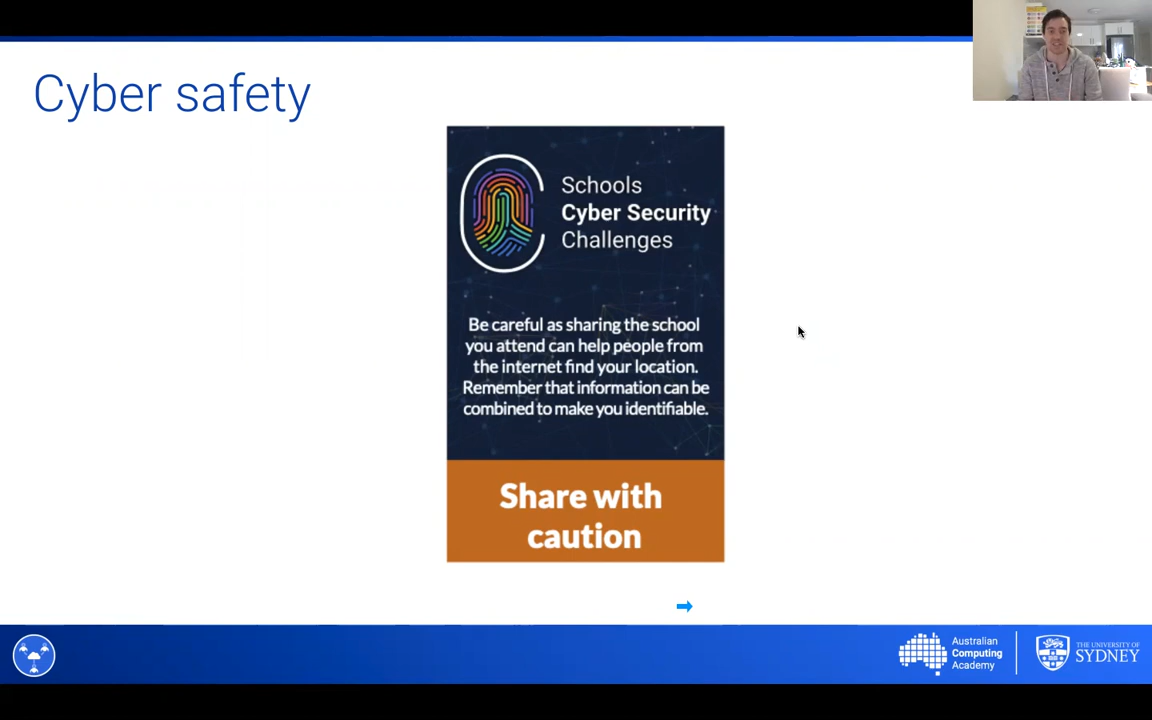 Cyber safety
Schools
Cyber Security
Challenges
Be careful as sharing the school
you attend can help people from
the internet find your location.
Remember that information can be
combined to make you identifiable.
Share with
caution
Australian
Computing
Academy
THE UNIVERSITY OF
SYDNEY